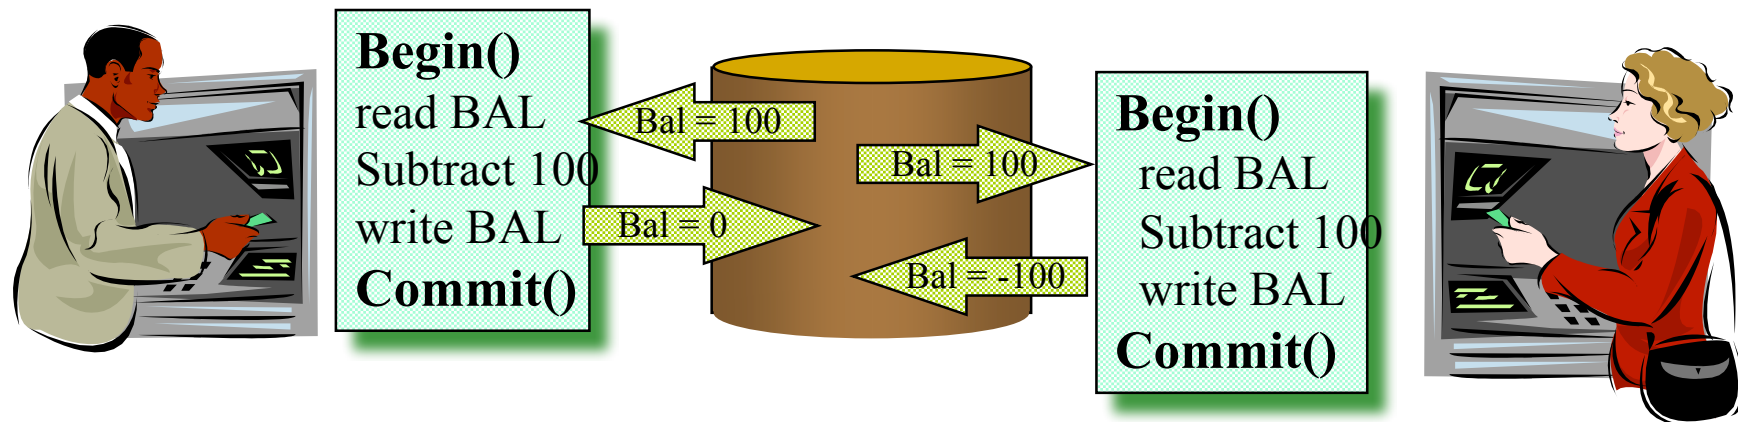 Begin()
read BAL
Subtract 100
write BAL
Commit()
Bal = 100
Bal = 100
Bal = 0
Bal = -100
Begin()
read BAL
Subtract 100
write BAL
Commit()